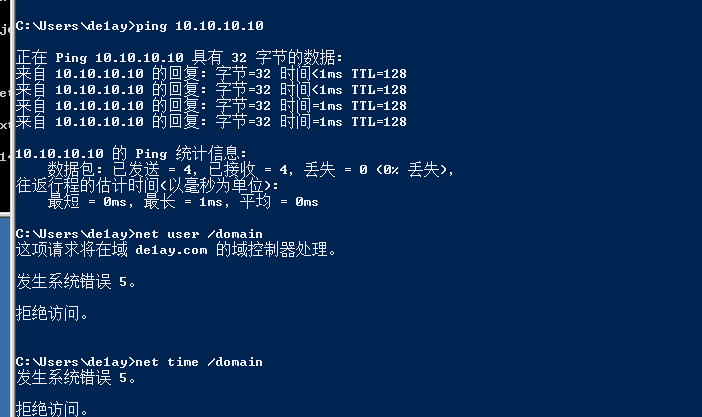 C:\Users\de1ay>ping 10.10.10.10
正在 Ping 10.10.10.10 具有 32 字节的数据:
来自 10.10.10.10 的回复: 字节=32 时间<1ms TTL=128
来自 10.10.10.10 的回复: 字节=32 时间<1ms TTL=128
来自 10.10.10.10 的回复: 字节=32 时间=1ms TTL=128
来自 10.10.10.10 的回复: 字节=32 时间=1ms TTL=128
10.10.10.10 的 Ping 统计信息:
数据包: 已发送 = 4, 已接收 = 4, 丢失 = 0 (0% 丢失),
往返行程的估计时间(以毫秒为单位):
最短 = 0ms, 最长 = 1ms, 平均 = 0ms
C:\Users\de1ay>net user /domain
这项请求将在域 de1ay.com 的域控制器处理。
发生系统错误 5。
拒绝访问。
C:\Users\de1ay>net time /domain
发生系统错误 5。
拒绝访问。